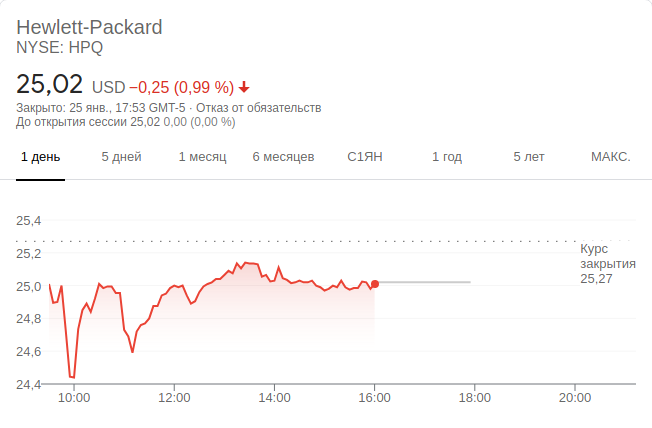 Hewlett-Packard
NYSE: HPQ
25,02 USD −0,25 (0,99 %)
Закрыто: 25 янв., 17:53 GMT-5 · Отказ от обязательств
До открытия сессии 25,02 0,00 (0,00 %)
1 день 5 дней 1 месяц 6 месяцев С1ЯН 1 год 5 лет МАКС.
25,4
25,2
25,0
24,8
24,6
24,4
Курс
закрытия
25,27
10:00 12:00 14:00 16:00 18:00 20:00